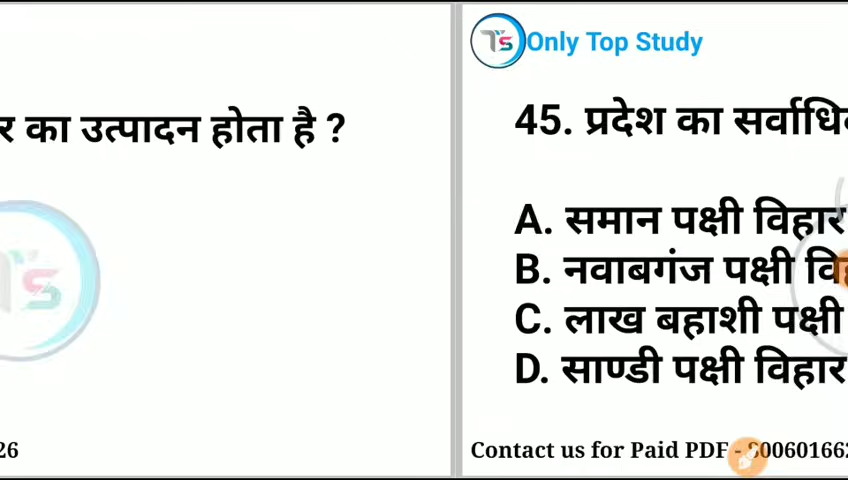 र का उत्पादन होता है ?
26
Ts Only Top Study
45. प्रदेश का सर्वाधि
A. समान पक्षी विहार
B. नवाबगंज पक्षी वि
C. लाख बहाशी पक्षी
D. साण्डी पक्षी विहार
Contact us for Paid PDF -